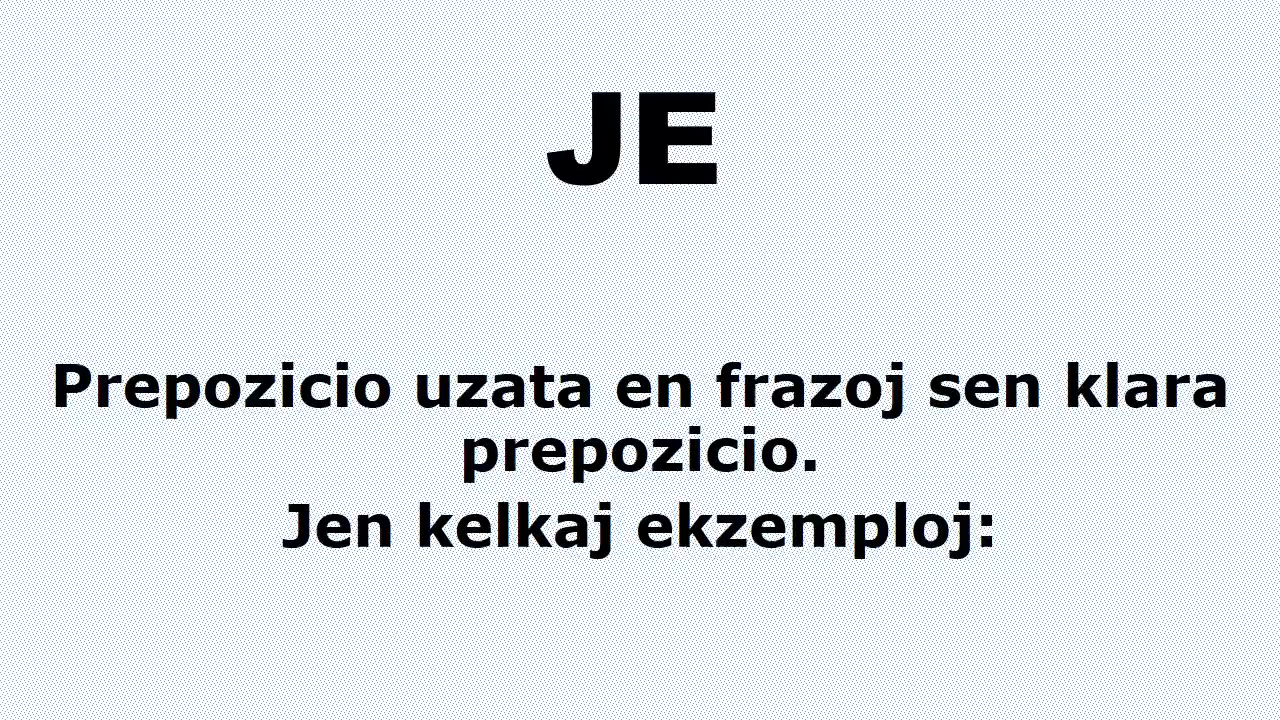 JE
Prepozicio uzata en frazoj sen klara
prepozicio.
Jen kelkaj ekzemploj: